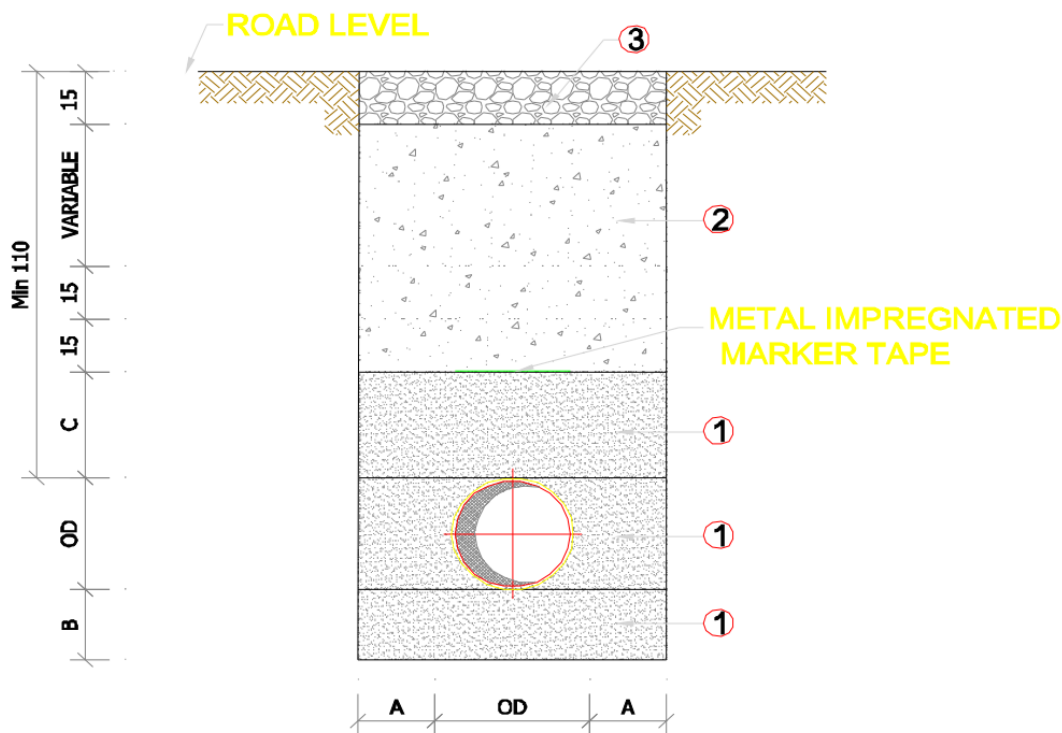 ROAD LEVEL
3
15
VARIABLE
2
Min 110
15
METAL IMPREGNATED
MARKER TAPE
15
C
1
OD
1
B
1
A
OD
A